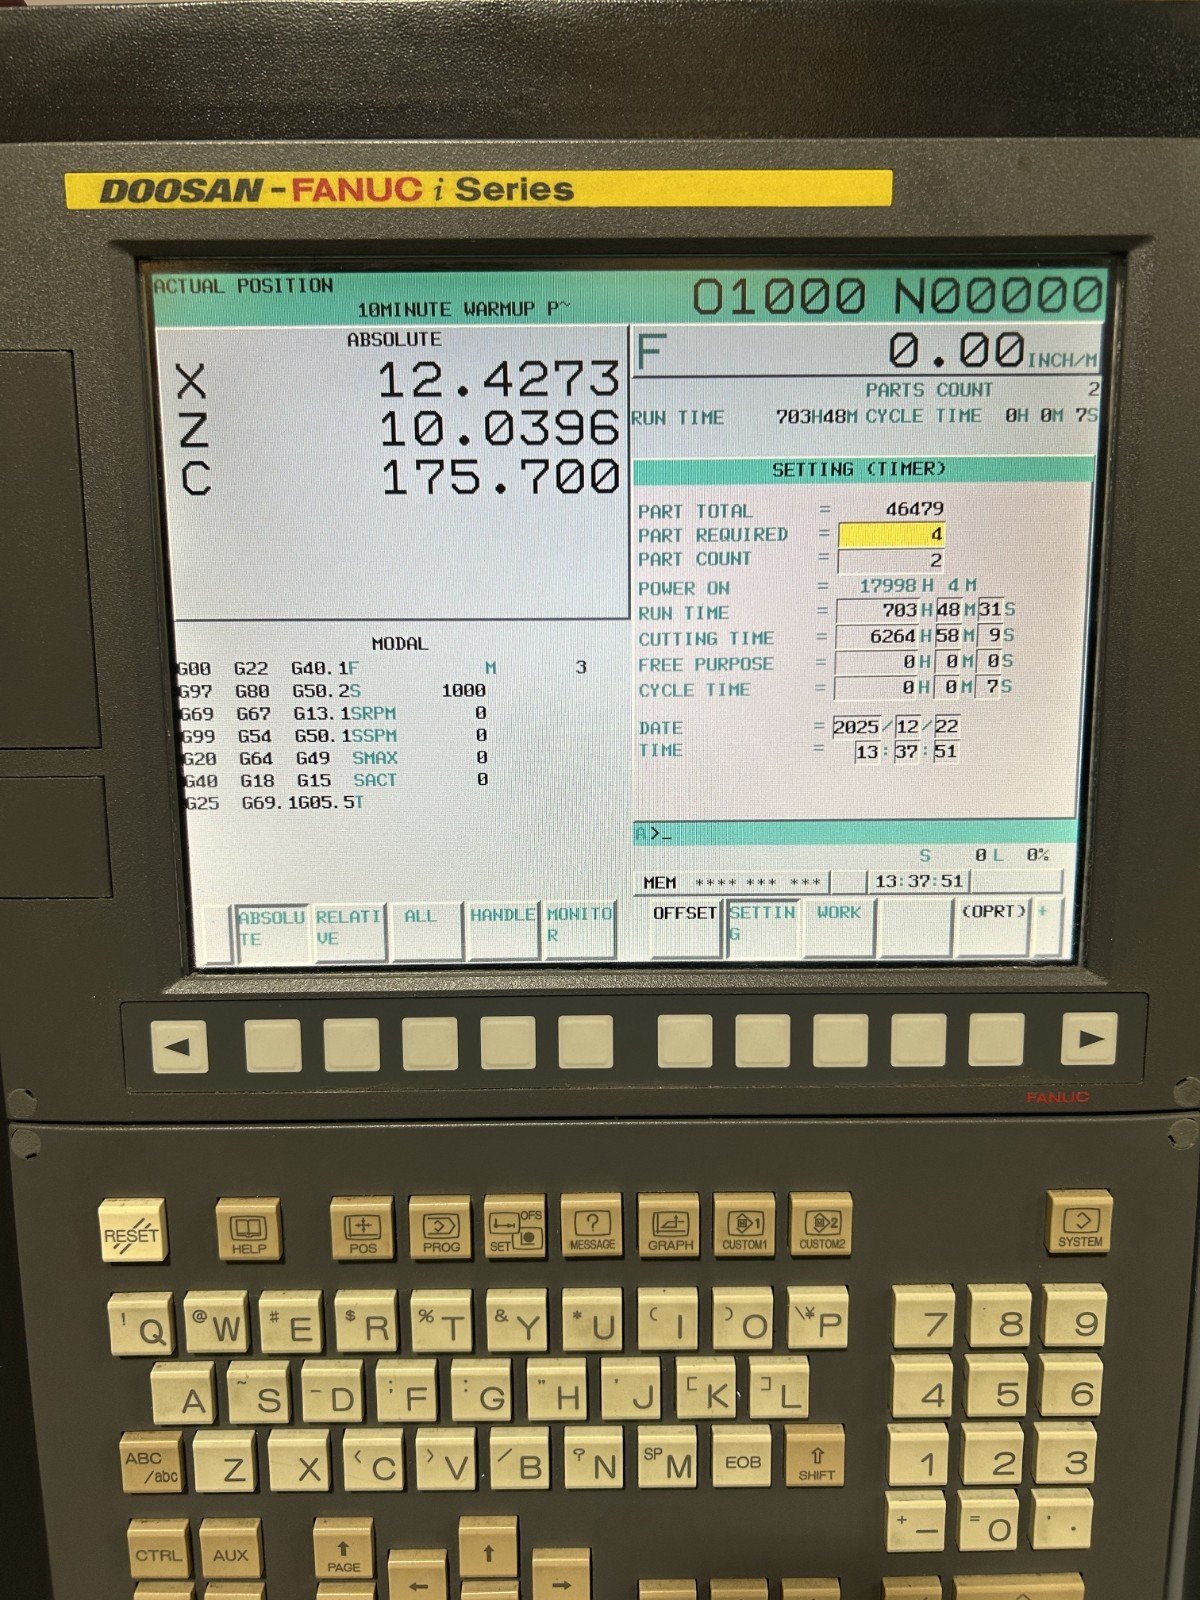 DOOSAN-FANUC i Series
ACTUAL POSITION
10MINUTE WARMUP P~
O1000 N00000
ABSOLUTE
X 12.4273
Z 10.0396
C 175.700
F 0.00 INCH/M
PARTS COUNT 2
RUN TIME 703H48M CYCLE TIME 0H 0M 7S
SETTING (TIMER)
PART TOTAL = 46479
PART REQUIRED = 4
PART COUNT = 2
POWER ON = 17998 H 4 M
RUN TIME = 703 H 48 M 31 S
CUTTING TIME = 6264 H 58 M 9 S
FREE PURPOSE = 0 H 0 M 0 S
CYCLE TIME = 0 H 0 M 7 S
DATE = 2025/12/22
TIME = 13:37:51
MODAL
G00 G22 G40.1 F M 3
G97 G80 G50.2 S 1000
G69 G67 G13.1 SRPM 0
G99 G54 G50.1 SSPM 0
G20 G64 G49 SMAX 0
G40 G18 G15 SACT 0
G25 G69.1 G05.5 T
A>_
S 0 L 0%
MEM **** *** *** 13:37:51
ABSOLUTE RELATIVE ALL HANDLE MONITOR
OFFSET SETTING WORK (OPRT) +
FANUC
RESET HELP POS PROG OFS SET MESSAGE GRAPH CUSTOM1 CUSTOM2 SYSTEM
! Q @ W # E $ R % T & Y * U ( I ) O \¥ P 7 8 9
A ~ S _ D ; F : G " H ' J [ K ] L 4 5 6
ABC/abc Z X < C > V / B ? N SP M EOB SHIFT 1 2 3
+ - = 0 ' .
CTRL AUX PAGE